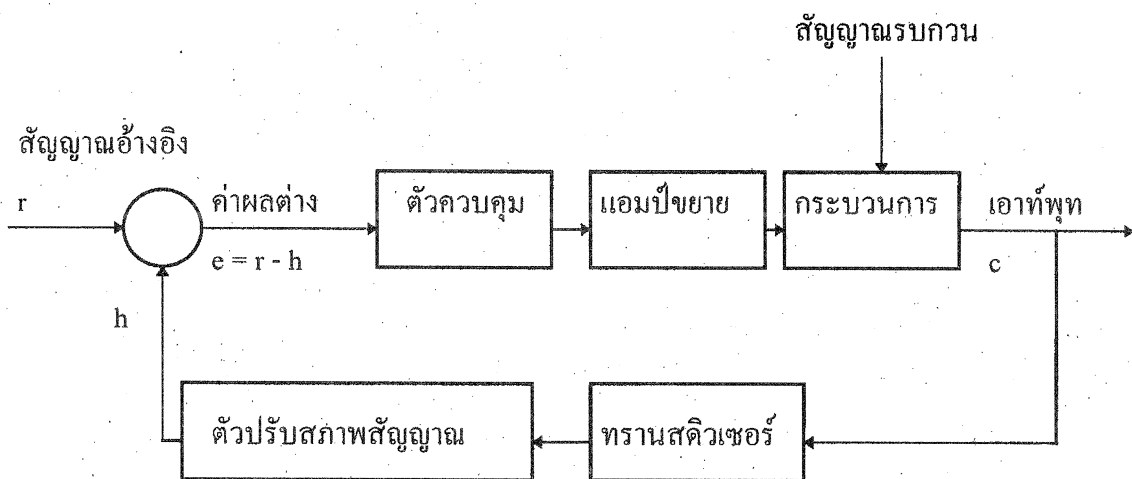 สัญญาณรบกวน
สัญญาณอ้างอิง
r
ค่าผลต่าง
e = r - h
ตัวควบคุม
แอมป์ขยาย
กระบวนการ
เอาท์พุท
c
h
ตัวปรับสภาพสัญญาณ
ทรานสดิวเซอร์